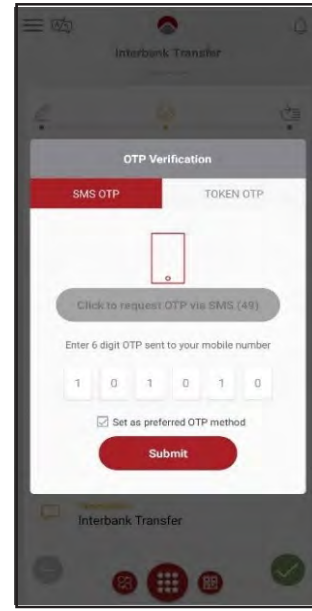 Interbank Transfer
OTP Verification
SMS OTP
TOKEN OTP
Click to request OTP via SMS (49)
Enter 6 digit OTP sent to your mobile number
1 0 1 0 1 0
Set as preferred OTP method
Submit
Interbank Transfer